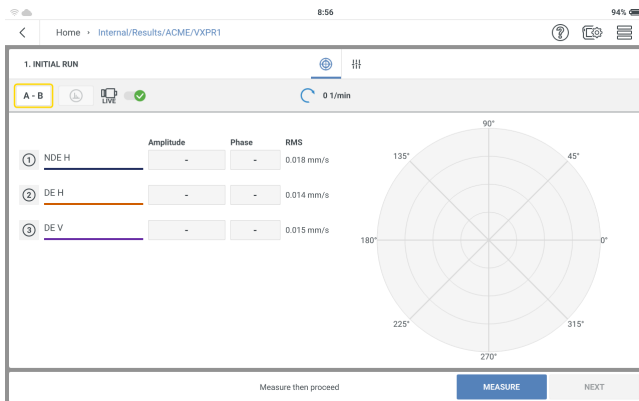 8:56
94%
Home › Internal/Results/ACME/VXPR1
1. INITIAL RUN
A - B
LIVE
0 1/min
Amplitude Phase RMS
1 NDE H - - 0.018 mm/s
2 DE H - - 0.014 mm/s
3 DE V - - 0.015 mm/s
90°
135° 45°
180° 0°
225° 315°
270°
Measure then proceed
MEASURE
NEXT